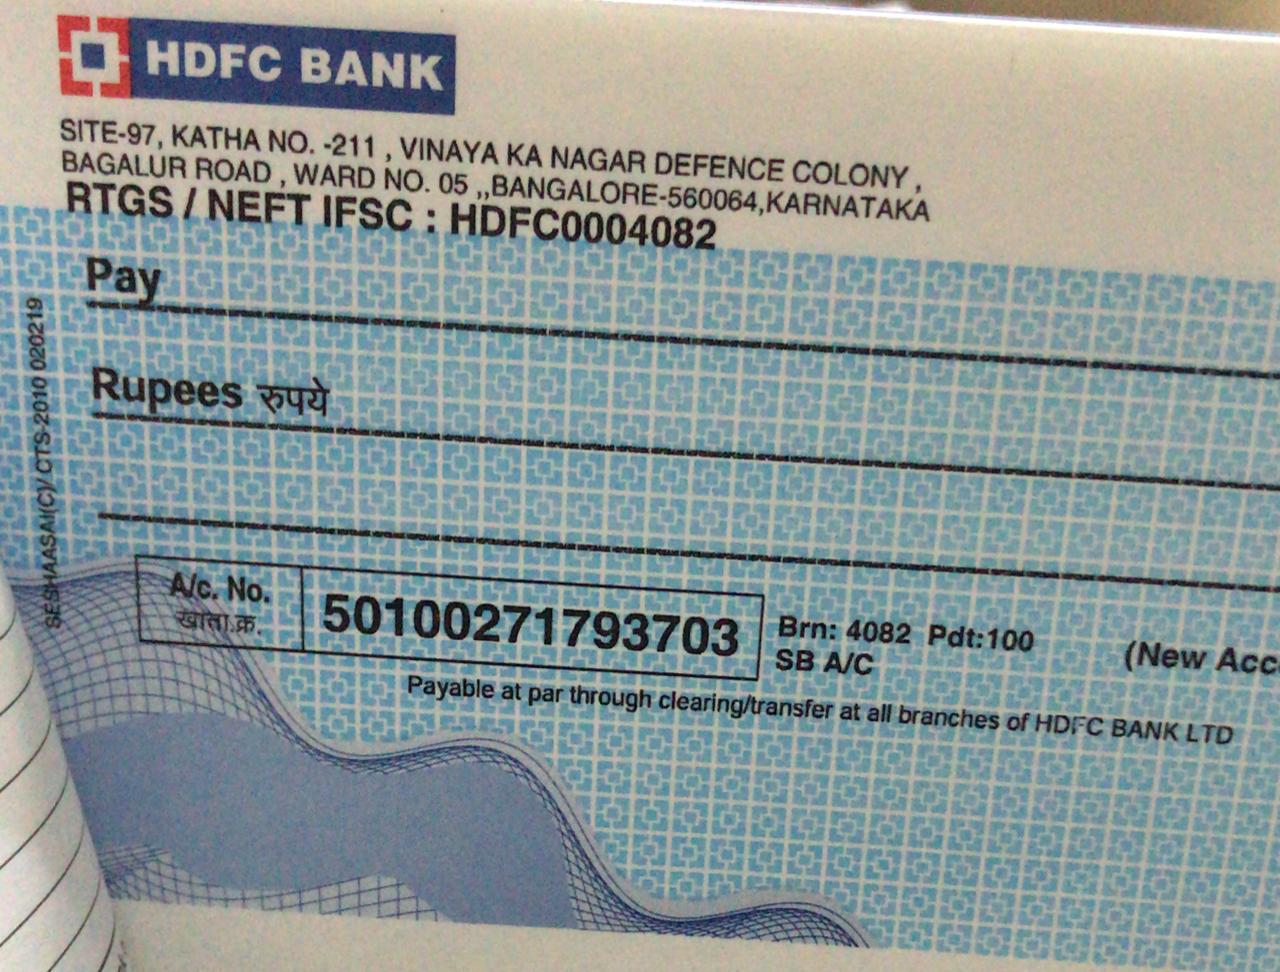 HDFC BANK
SITE-97, KATHA NO. -211 , VINAYA KA NAGAR DEFENCE COLONY ,
BAGALUR ROAD , WARD NO. 05 ,,BANGALORE-560064,KARNATAKA
RTGS / NEFT IFSC : HDFC0004082
Pay
Rupees रुपये
SESHAASAI(C)/ CTS-2010 020219
A/c. No.
खाता.क्र.
50100271793703
Brn: 4082 Pdt:100
SB A/C
(New Acc
Payable at par through clearing/transfer at all branches of HDFC BANK LTD